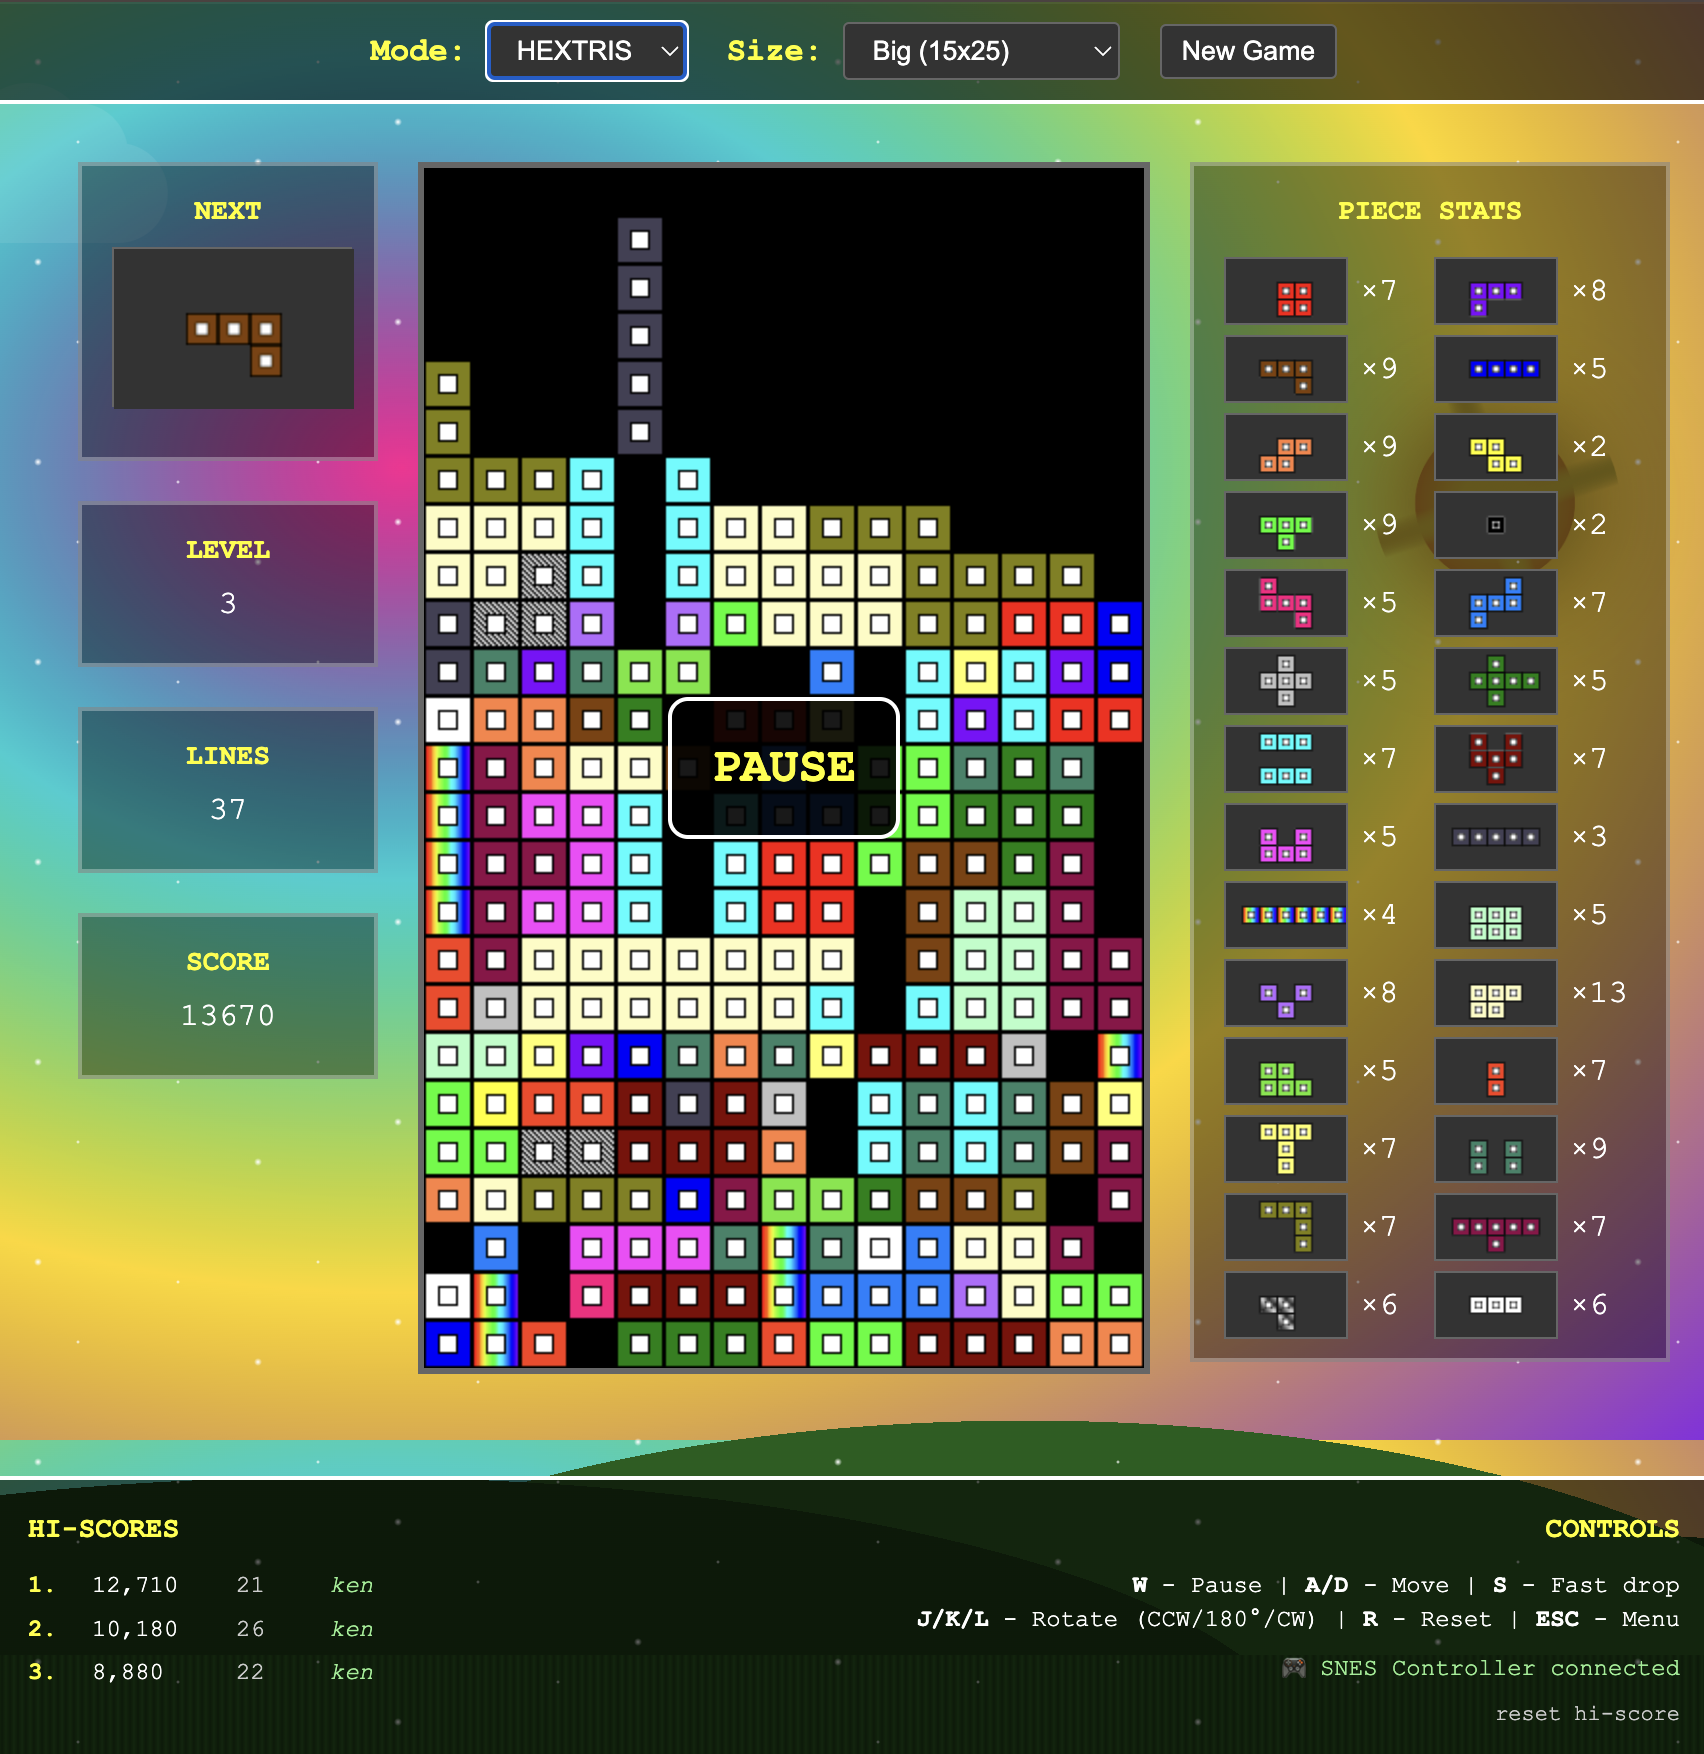 Mode: HEXTRIS Size: Big (15x25) New Game
NEXT
LEVEL
3
LINES
37
SCORE
13670
PAUSE
PIECE STATS
×7 ×8
×9 ×5
×9 ×2
×9 ×2
×5 ×7
×5 ×5
×7 ×7
×5 ×3
×4 ×5
×8 ×13
×5 ×7
×7 ×9
×7 ×7
×6 ×6
HI-SCORES
1. 12,710 21 ken
2. 10,180 26 ken
3. 8,880 22 ken
CONTROLS
W - Pause | A/D - Move | S - Fast drop
J/K/L - Rotate (CCW/180°/CW) | R - Reset | ESC - Menu
🎮 SNES Controller connected
reset hi-score